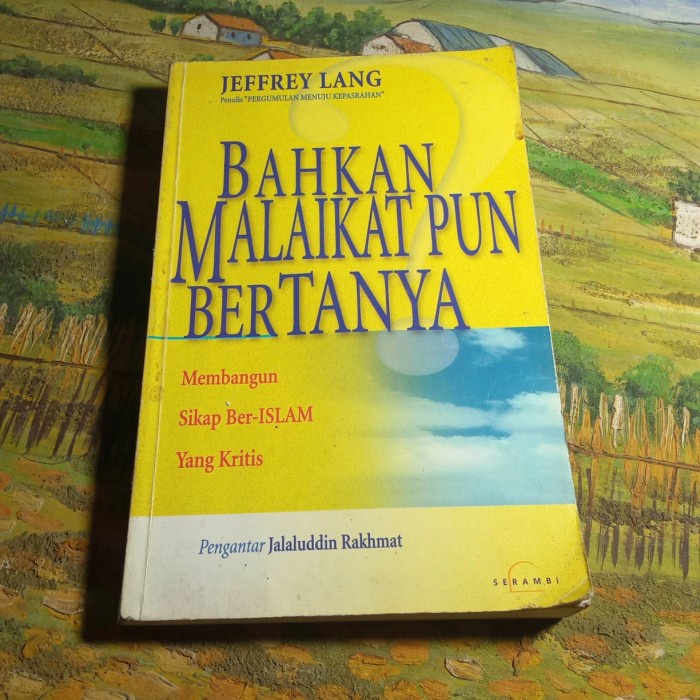 JEFFREY LANG
Penulis "PERGUMULAN MENUJU KEPASRAHAN"
BAHKAN
MALAIKAT PUN
BERTANYA
Membangun
Sikap Ber-ISLAM
Yang Kritis
Pengantar Jalaluddin Rakhmat
SERAMBI